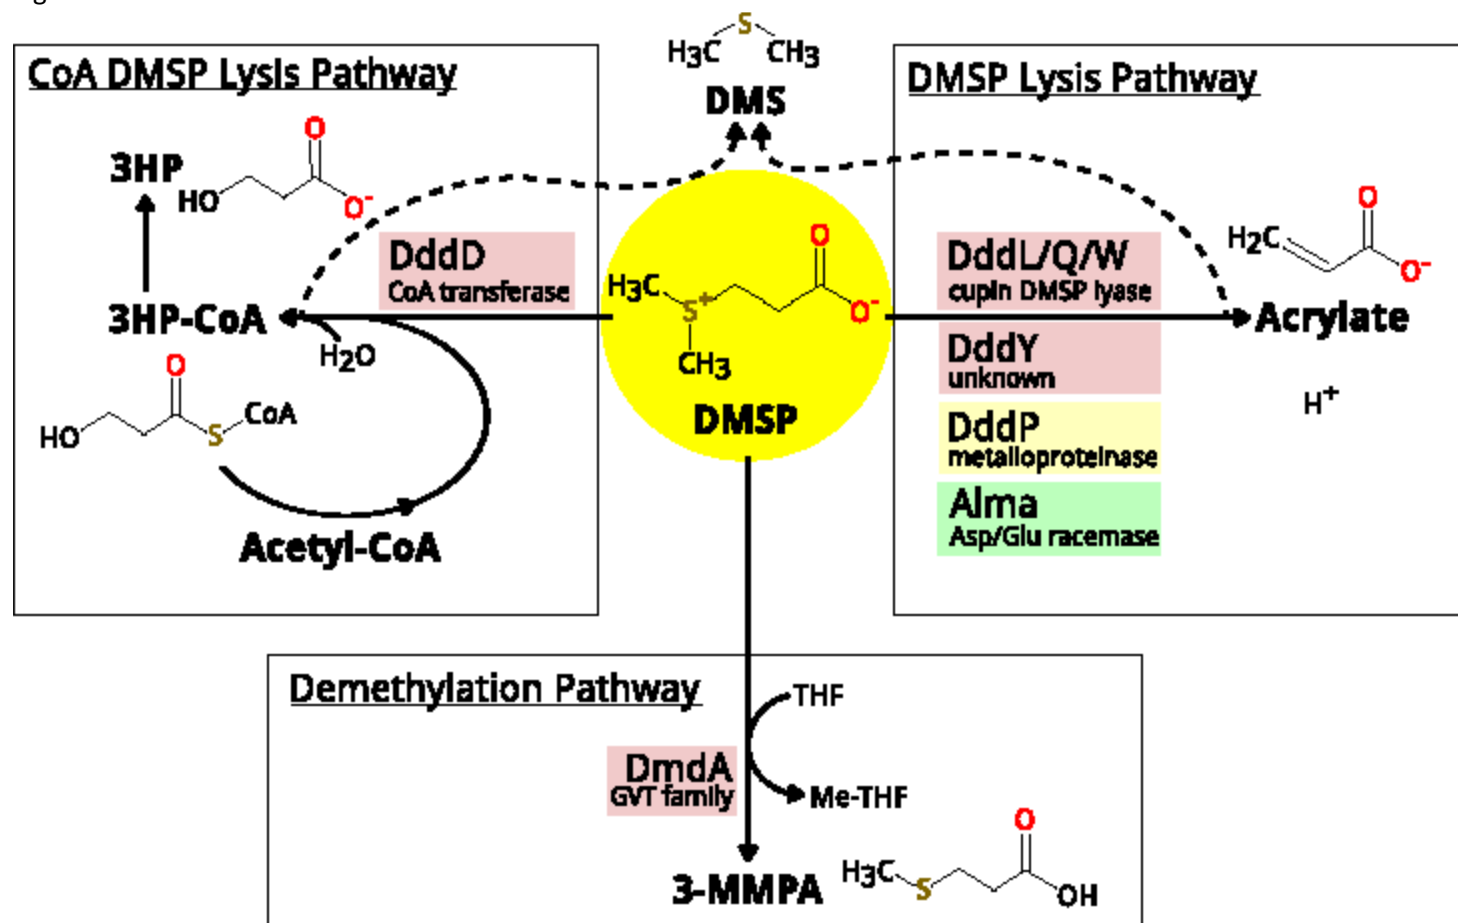 CoA DMSP Lysis Pathway
3HP
HO
O
O-
DddD
CoA transferase
3HP-CoA
H2O
O
HO
S
CoA
Acetyl-CoA
S
H3C
CH3
DMS
H3C
S+
CH3
O
O-
DMSP
DMSP Lysis Pathway
DddL/Q/W
cupin DMSP lyase
DddY
unknown
DddP
metalloproteinase
Alma
Asp/Glu racemase
H2C
O
O-
Acrylate
H+
Demethylation Pathway
THF
DmdA
GVT family
Me-THF
3-MMPA
H3C
S
O
OH